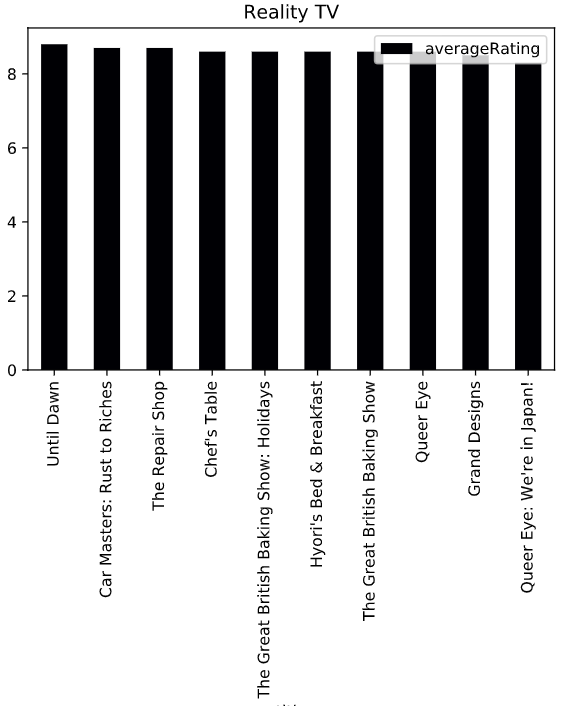 Reality TV
averageRating
8
6
4
2
0
Until Dawn
Car Masters: Rust to Riches
The Repair Shop
Chef's Table
The Great British Baking Show: Holidays
Hyori's Bed & Breakfast
The Great British Baking Show
Queer Eye
Grand Designs
Queer Eye: We're in Japan!